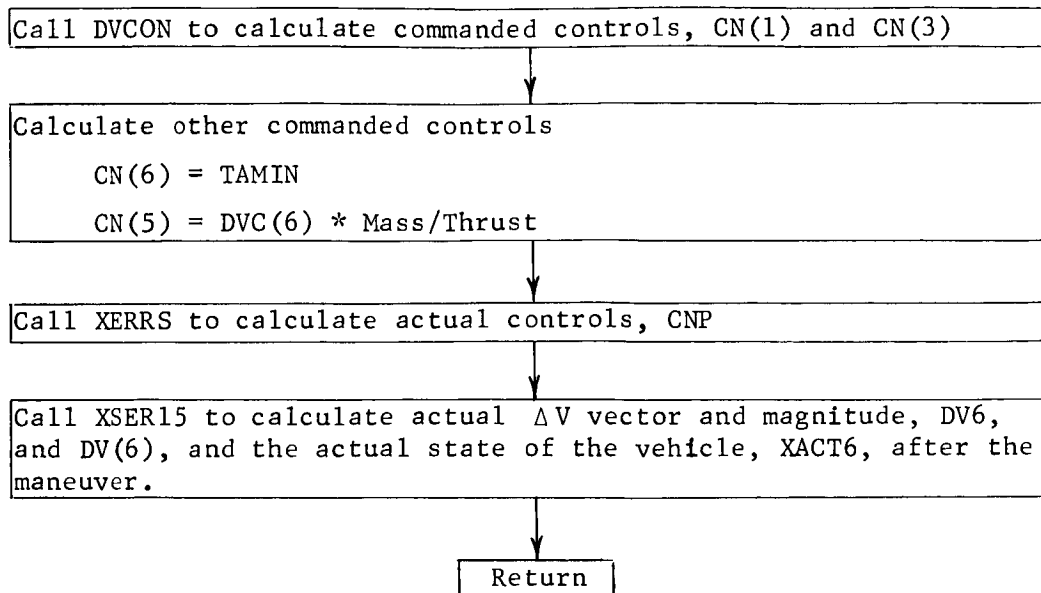 Call DVCON to calculate commanded controls, CN(1) and CN(3)
Calculate other commanded controls
CN(6) = TAMIN
CN(5) = DVC(6) * Mass/Thrust
Call XERRS to calculate actual controls, CNP
Call XSER15 to calculate actual ΔV vector and magnitude, DV6,
and DV(6), and the actual state of the vehicle, XACT6, after the
maneuver.
Return